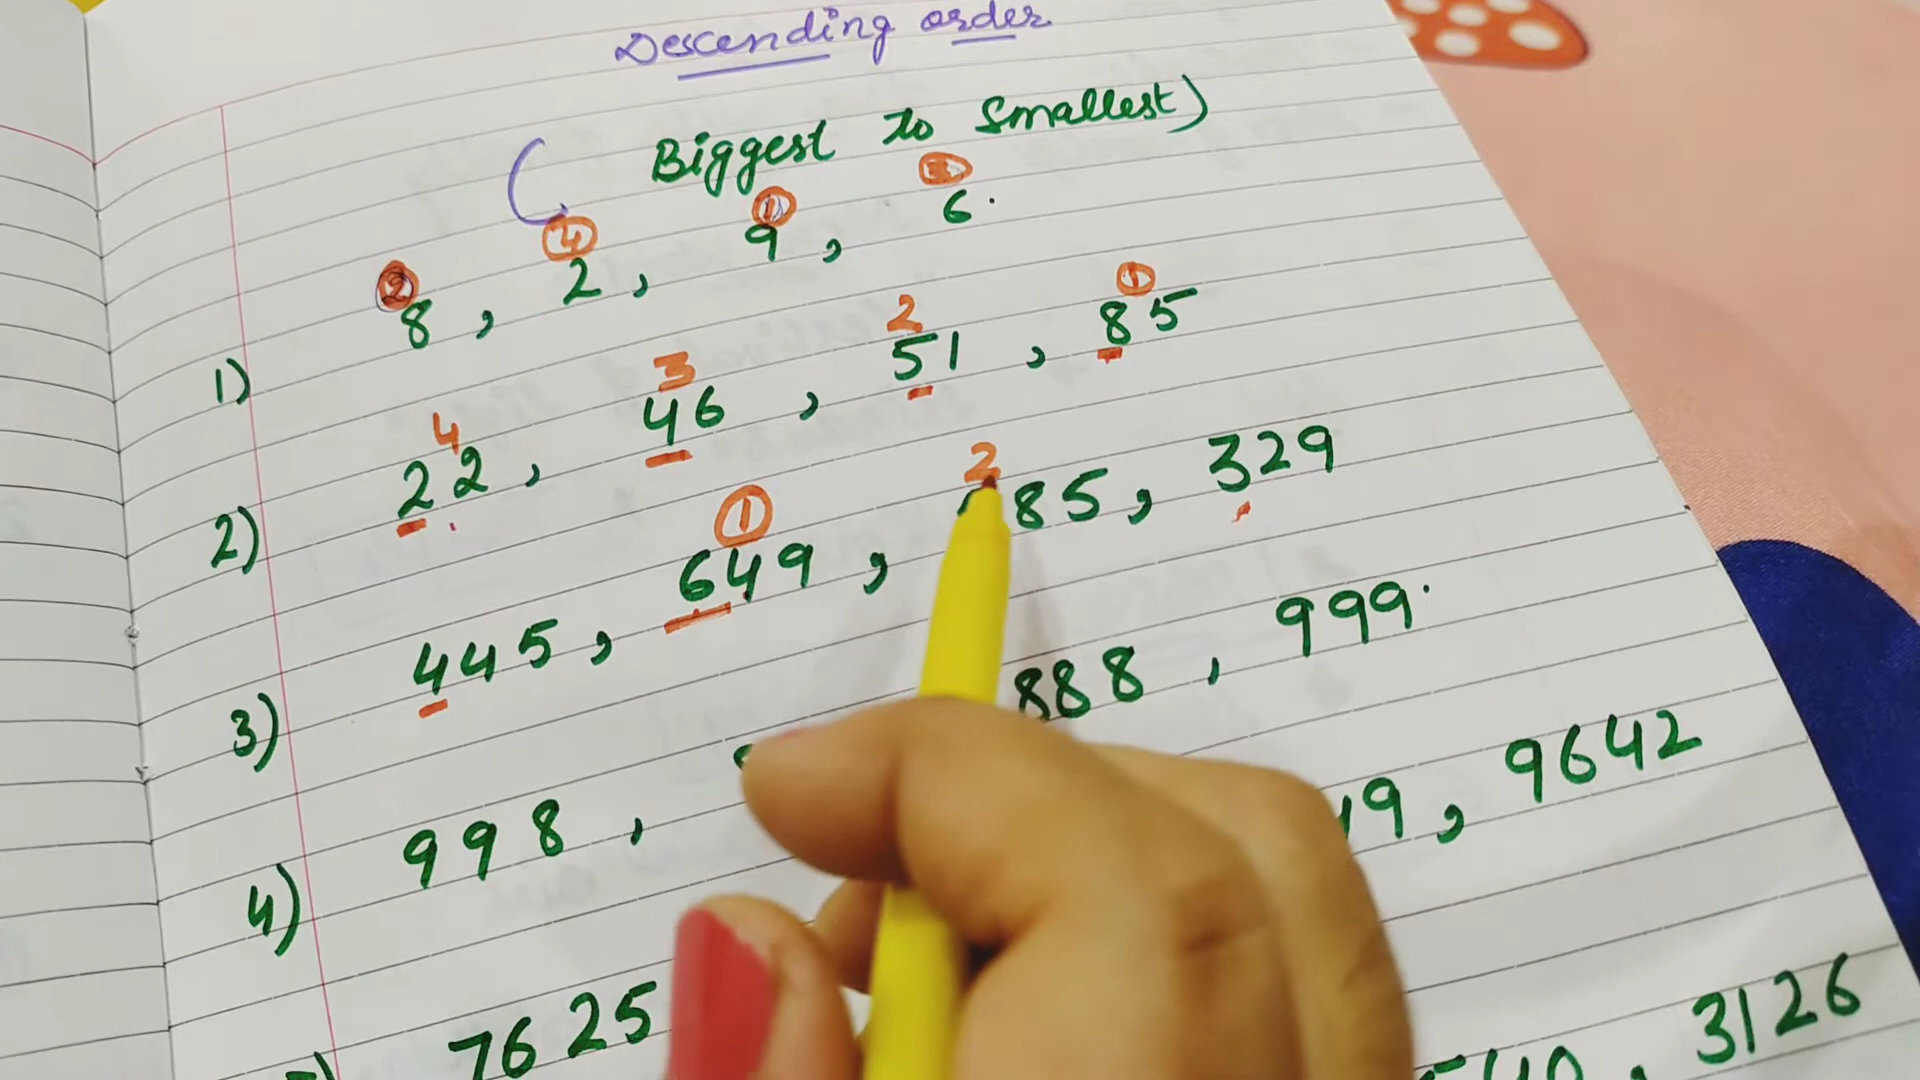 Descending order
( Biggest to Smallest)
② ④ ① ③
1) 8 , 2 , 9 , 6 .
4 3 2 ①
2) 22 , 46 , 51 , 85
① 2
3) 445 , 649 , 85 , 329
4) 998 , 888 , 999 .
7625 9 , 9642
3126